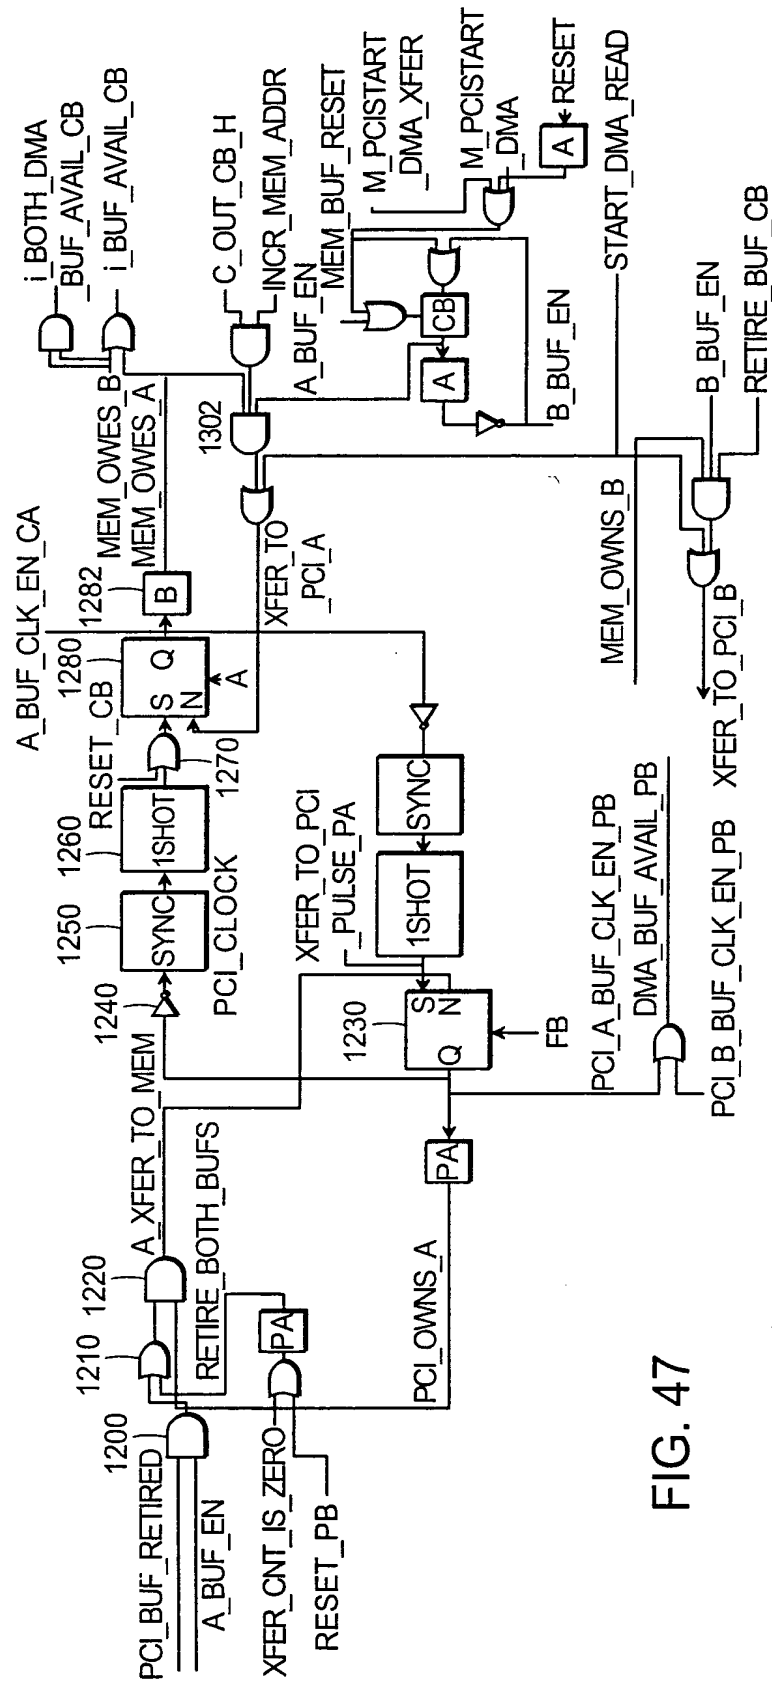 PCI_BUF_RETIRED
A_BUF_EN
1200
1210
1220
A_XFER_TO_MEM
RETIRE_BOTH_BUFS
XFER_CNT_IS_ZERO
RESET_PB
PA
PCI_OWNS_A
PA
1230
Q
S
N
FB
1240
1250
SYNC
PCI_CLOCK
1260
1SHOT
RESET_CB
1270
1280
S
Q
N
A
1282
B
A_BUF_CLK_EN_CA
MEM_OWES_B
MEM_OWES_A
i_BOTH_DMA
_BUF_AVAIL_CB
i_BUF_AVAIL_CB
1302
C_OUT_CB_H
INCR_MEM_ADDR
XFER_TO
_PCI_A
A_BUF_EN
MEM_BUF_RESET
M_PCISTART
_DMA_XFER
M_PCISTART
_DMA
A
RESET
CB
A
B_BUF_EN
START_DMA_READ
XFER_TO_PCI
_PULSE_PA
1SHOT
SYNC
MEM_OWNS_B
B_BUF_EN
RETIRE_BUF_CB
XFER_TO_PCI_B
PCI_A_BUF_CLK_EN_PB
DMA_BUF_AVAIL_PB
PCI_B_BUF_CLK_EN_PB
FIG. 47